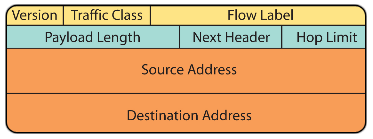 Version Traffic Class Flow Label
Payload Length Next Header Hop Limit
Source Address
Destination Address